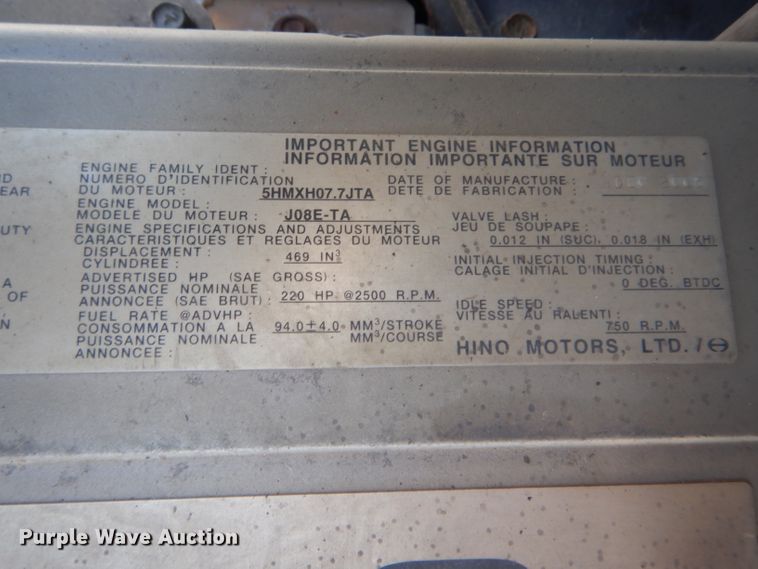 IMPORTANT ENGINE INFORMATION
INFORMATION IMPORTANTE SUR MOTEUR
ENGINE FAMILY IDENT :
NUMERO D'IDENTIFICATION
DU MOTEUR : 5HMXH07.7JTA
ENGINE MODEL :
MODELE DU MOTEUR : J08E-TA
ENGINE SPECIFICATIONS AND ADJUSTMENTS
CARACTERISTIQUES ET REGLAGES DU MOTEUR
DISPLACEMENT :
CYLINDREE : 469 IN³
ADVERTISED HP (SAE GROSS) :
PUISSANCE NOMINALE
ANNONCEE (SAE BRUT) : 220 HP @2500 R.P.M.
FUEL RATE @ADVHP :
CONSOMMATION A LA 94.0±4.0 MM³/STROKE
PUISSANCE NOMINALE MM³/COURSE
ANNONCEE :
DATE OF MANUFACTURE :
DETE DE FABRICATION :
VALVE LASH :
JEU DE SOUPAPE :
0.012 IN (SUC), 0.018 IN (EXH)
INITIAL INJECTION TIMING :
CALAGE INITIAL D'INJECTION :
0 DEG. BTDC
IDLE SPEED :
VITESSE AU RALENTI :
750 R.P.M.
HINO MOTORS, LTD. /
EAR
UTY
A
OF
N
Purple Wave Auction